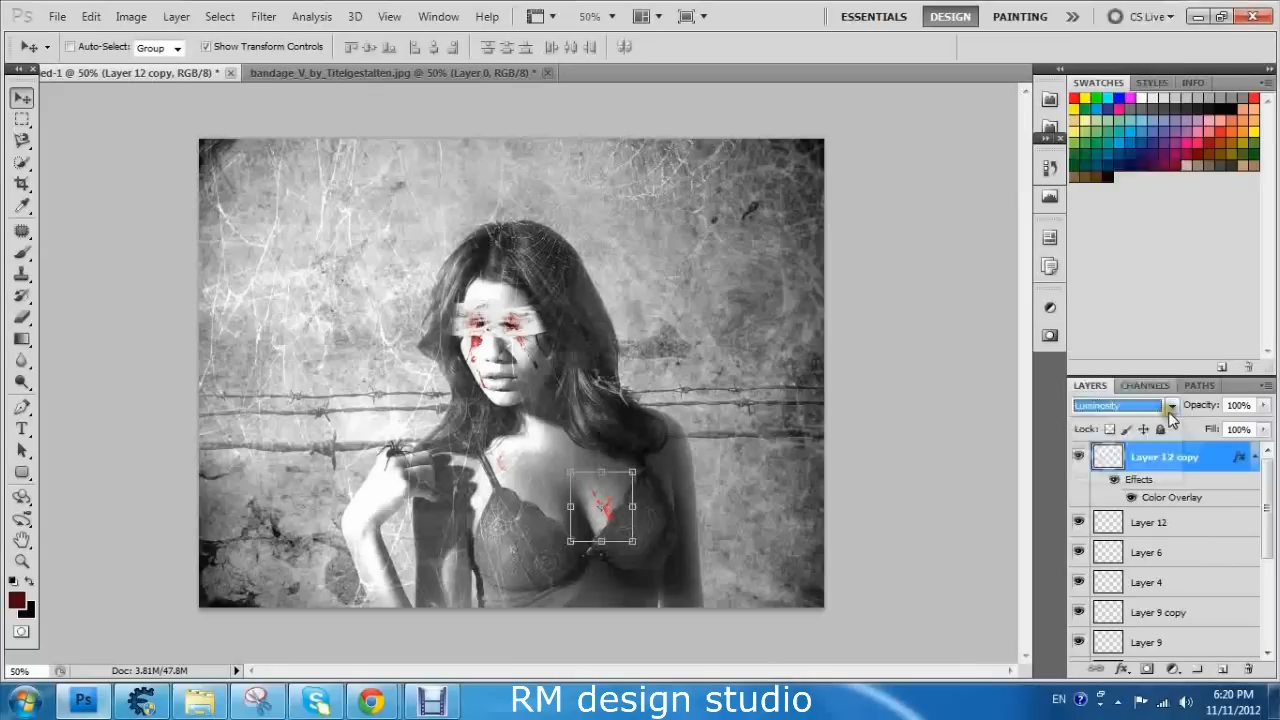 Ps File Edit Image Layer Select Filter Analysis 3D View Window Help 50% ESSENTIALS DESIGN PAINTING CS Live
Auto-Select: Group Show Transform Controls
ed-1 @ 50% (Layer 12 copy, RGB/8) * bandage_V_by_Titelgestalten.jpg @ 50% (Layer 0, RGB/8) *
SWATCHES STYLES INFO
LAYERS CHANNELS PATHS
Luminosity Opacity: 100%
Lock: Fill: 100%
Layer 12 copy fx
Effects
Color Overlay
Layer 12
Layer 6
Layer 4
Layer 9 copy
Layer 9
50% Doc: 3.81M/47.8M
Ps RM design studio EN 6:20 PM
11/11/2012